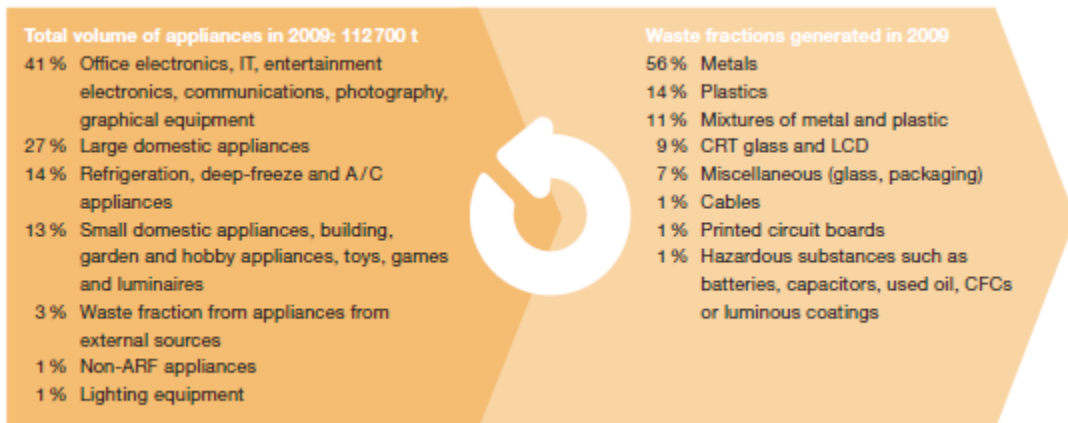 Total volume of appliances in 2009: 112 700 t
41 % Office electronics, IT, entertainment
electronics, communications, photography,
graphical equipment
27 % Large domestic appliances
14 % Refrigeration, deep-freeze and A/C
appliances
13 % Small domestic appliances, building,
garden and hobby appliances, toys, games
and luminaires
3 % Waste fraction from appliances from
external sources
1 % Non-ARF appliances
1 % Lighting equipment
Waste fractions generated in 2009
56 % Metals
14 % Plastics
11 % Mixtures of metal and plastic
9 % CRT glass and LCD
7 % Miscellaneous (glass, packaging)
1 % Cables
1 % Printed circuit boards
1 % Hazardous substances such as
batteries, capacitors, used oil, CFCs
or luminous coatings